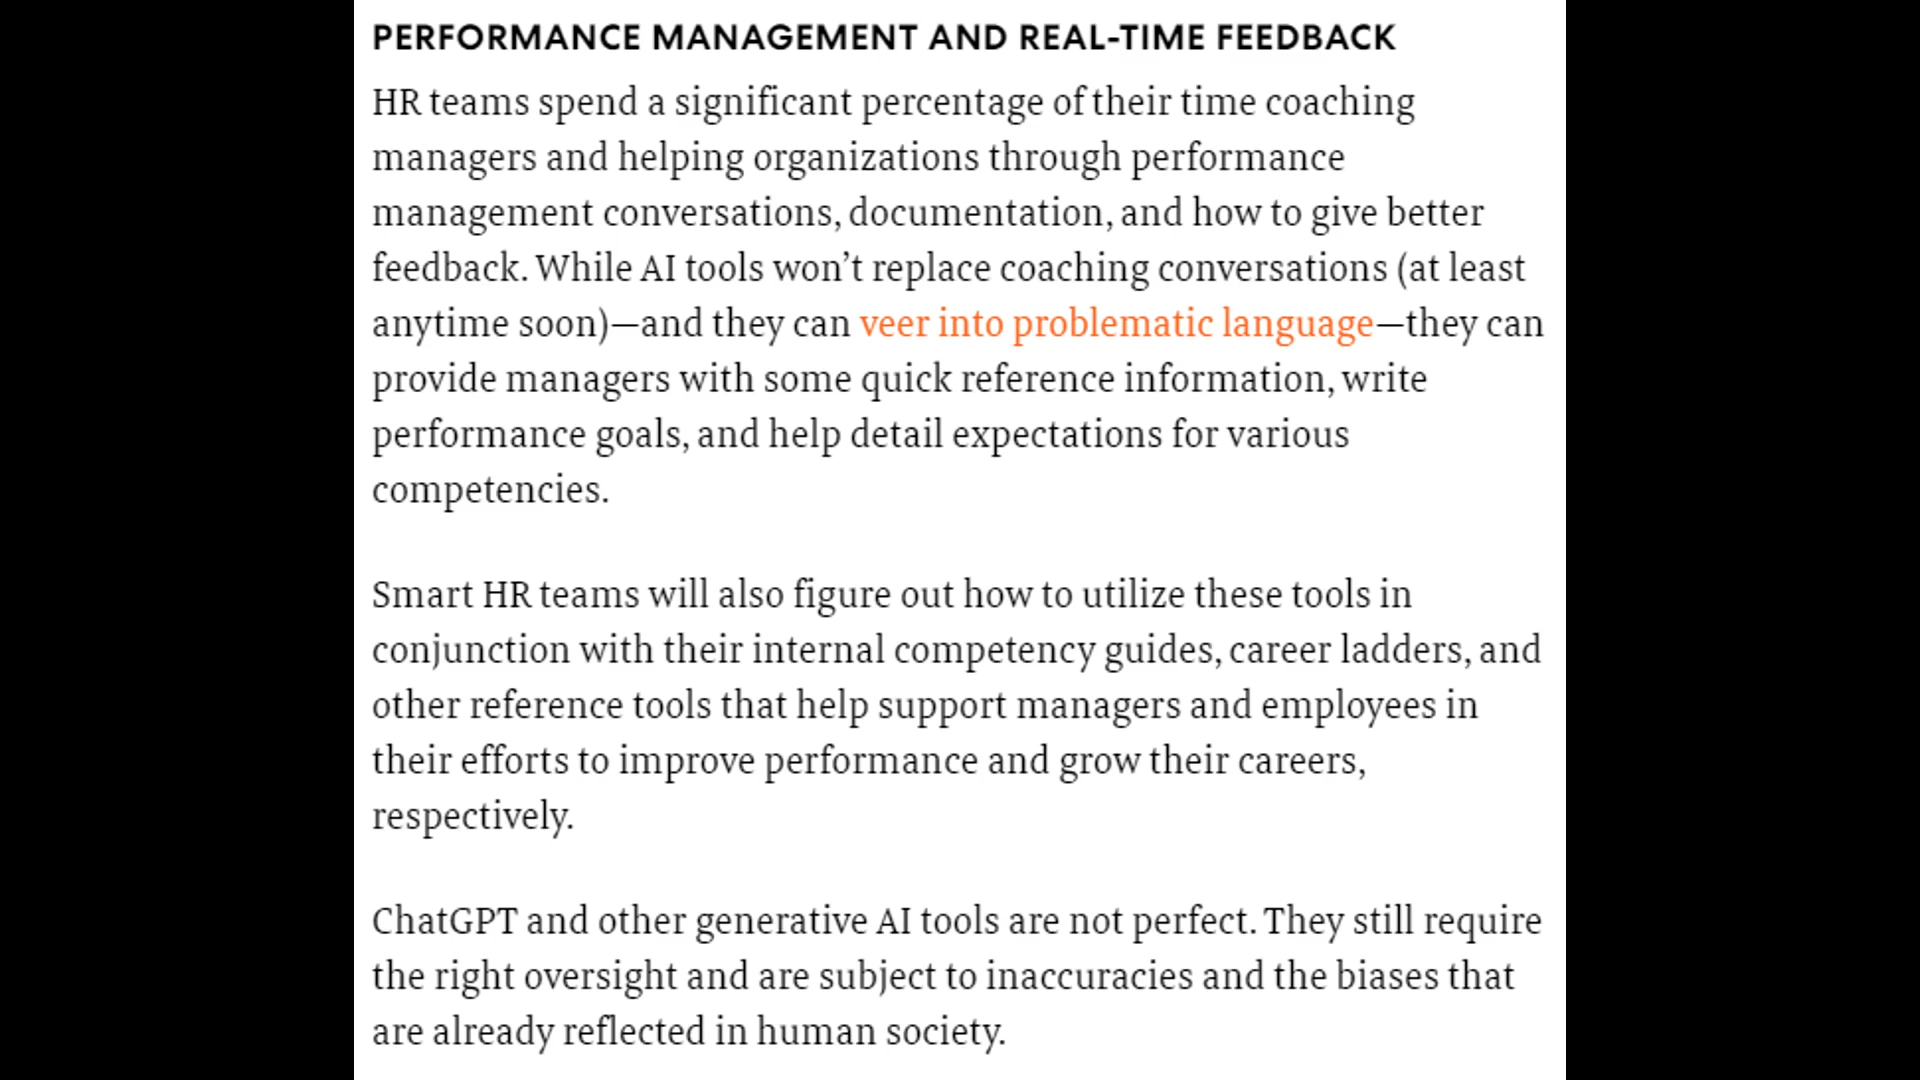 PERFORMANCE MANAGEMENT AND REAL-TIME FEEDBACK
HR teams spend a significant percentage of their time coaching
managers and helping organizations through performance
management conversations, documentation, and how to give better
feedback. While AI tools won’t replace coaching conversations (at least
anytime soon)—and they can veer into problematic language—they can
provide managers with some quick reference information, write
performance goals, and help detail expectations for various
competencies.
Smart HR teams will also figure out how to utilize these tools in
conjunction with their internal competency guides, career ladders, and
other reference tools that help support managers and employees in
their efforts to improve performance and grow their careers,
respectively.
ChatGPT and other generative AI tools are not perfect. They still require
the right oversight and are subject to inaccuracies and the biases that
are already reflected in human society.